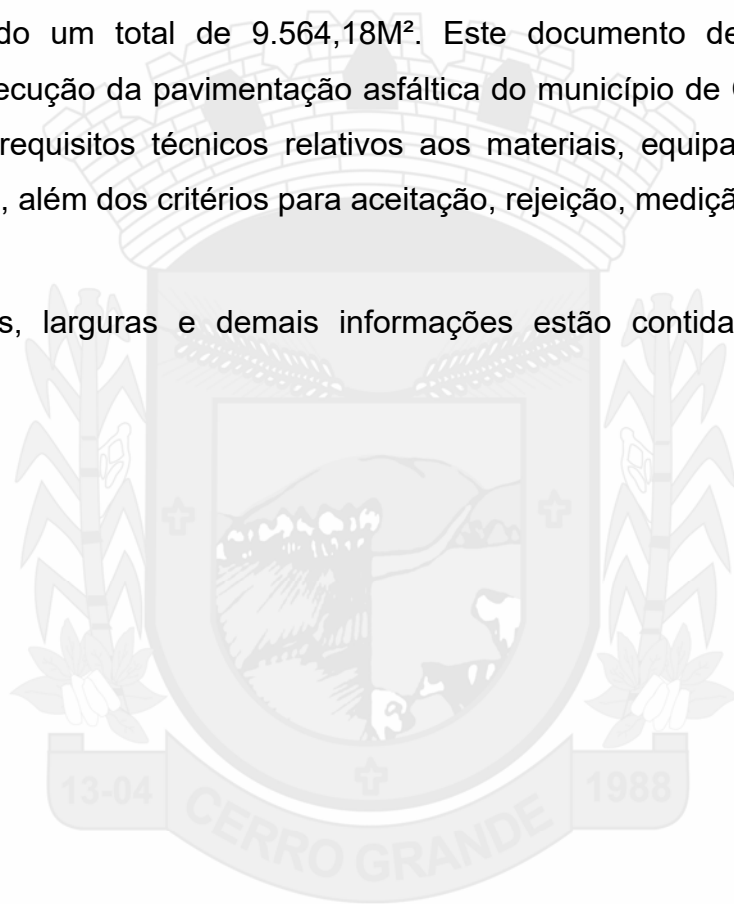 do um total de 9.564,18M². Este documento de
ecução da pavimentação asfáltica do município de
requisitos técnicos relativos aos materiais, equipa
, além dos critérios para aceitação, rejeição, mediçã
s, larguras e demais informações estão contida
13-04
CERRO GRANDE
1988